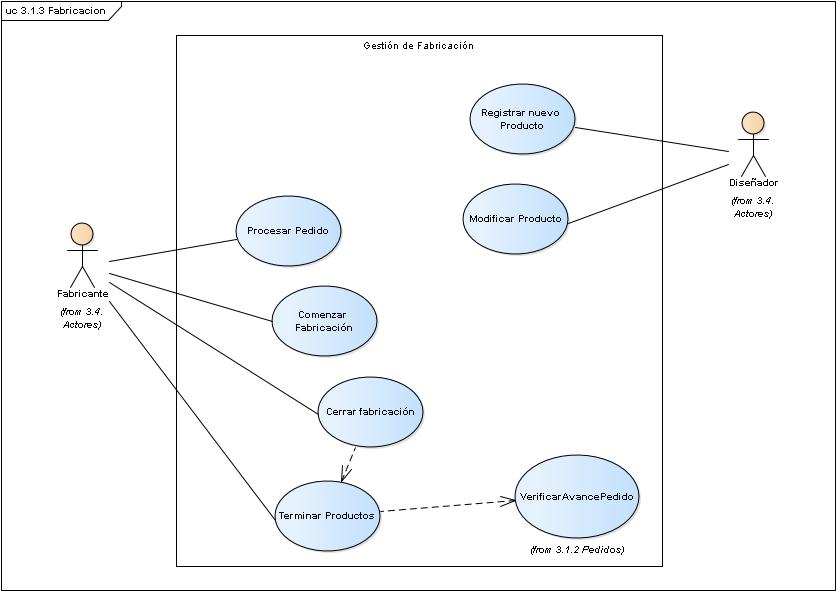 uc 3.1.3 Fabricacion
Gestión de Fabricación
Registrar nuevo
Producto
Diseñador
(from 3.4.
Actores)
Modificar Producto
Procesar Pedido
Fabricante
(from 3.4.
Actores)
Comenzar
Fabricación
Cerrar fabricación
Terminar Productos
VerificarAvancePedido
(from 3.1.2 Pedidos)